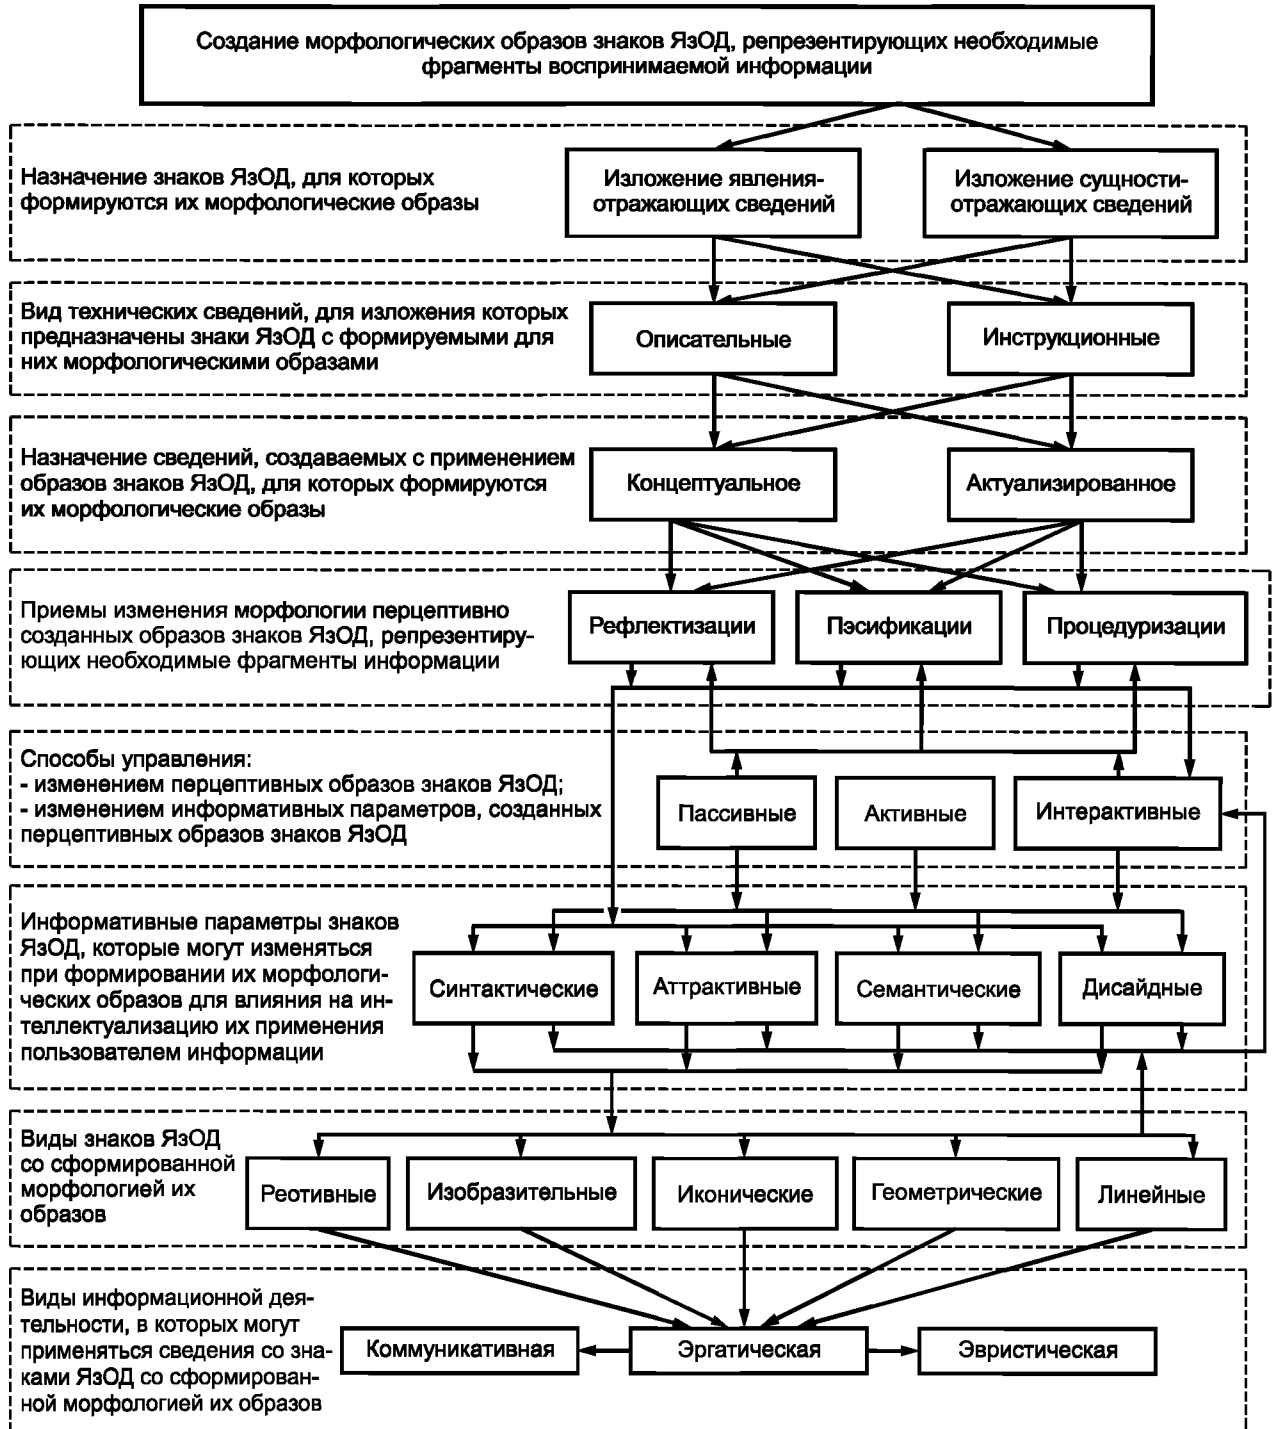 Создание морфологических образов знаков ЯзОД, репрезентирующих необходимые
фрагменты воспринимаемой информации
Назначение знаков ЯзОД, для которых
формируются их морфологические образы
Изложение явления-
отражающих сведений
Изложение сущности-
отражающих сведений
Вид технических сведений, для изложения которых
предназначены знаки ЯзОД с формируемыми для
них морфологическими образами
Описательные
Инструкционные
Назначение сведений, создаваемых с применением
образов знаков ЯзОД, для которых формируются
их морфологические образы
Концептуальное
Актуализированное
Приемы изменения морфологии перцептивно
созданных образов знаков ЯзОД, репрезентиру-
ющих необходимые фрагменты информации
Рефлектизации
Пэсификации
Процедуризации
Способы управления:
- изменением перцептивных образов знаков ЯзОД;
- изменением информативных параметров, созданных
перцептивных образов знаков ЯзОД
Пассивные
Активные
Интерактивные
Информативные параметры знаков
ЯзОД, которые могут изменяться
при формировании их морфологи-
ческих образов для влияния на ин-
теллектуализацию их применения
пользователем информации
Синтактические
Аттрактивные
Семантические
Дисайдные
Виды знаков ЯзОД
со сформированной
морфологией их
образов
Реотивные
Изобразительные
Иконические
Геометрические
Линейные
Виды информационной дея-
тельности, в которых могут
применяться сведения со зна-
ками ЯзОД со сформирован-
ной морфологией их образов
Коммуникативная
Эргатическая
Эвристическая